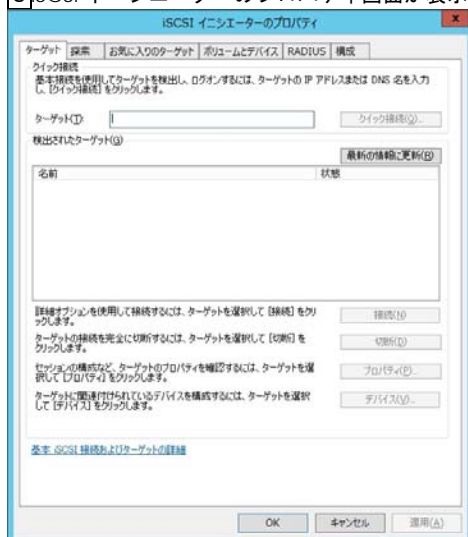 iSCSI イニシエーターのプロパティ
ターゲット 探索 お気に入りのターゲット ボリュームとデバイス RADIUS 構成
クイック接続
基本接続を使用してターゲットを検出し、ログオンするには、ターゲットの IP アドレスまたは DNS 名を入力
し、[クイック接続] をクリックします。
ターゲット(T): クイック接続(Q)...
検出されたターゲット(G)
最新の情報に更新(R)
名前 状態
詳細オプションを使用して接続するには、ターゲットを選択して [接続] をクリ
ックします。
接続(N)
ターゲットの接続を完全に切断するには、ターゲットを選択して [切断] を
クリックします。
切断(D)
セッションの構成など、ターゲットのプロパティを確認するには、ターゲットを選
択して [プロパティ] をクリックします。
プロパティ(P)...
ターゲットに関連付けられているデバイスを構成するには、ターゲットを選択
して [デバイス] をクリックします。
デバイス(V)...
基本 iSCSI 接続およびターゲットの詳細
OK キャンセル 適用(A)